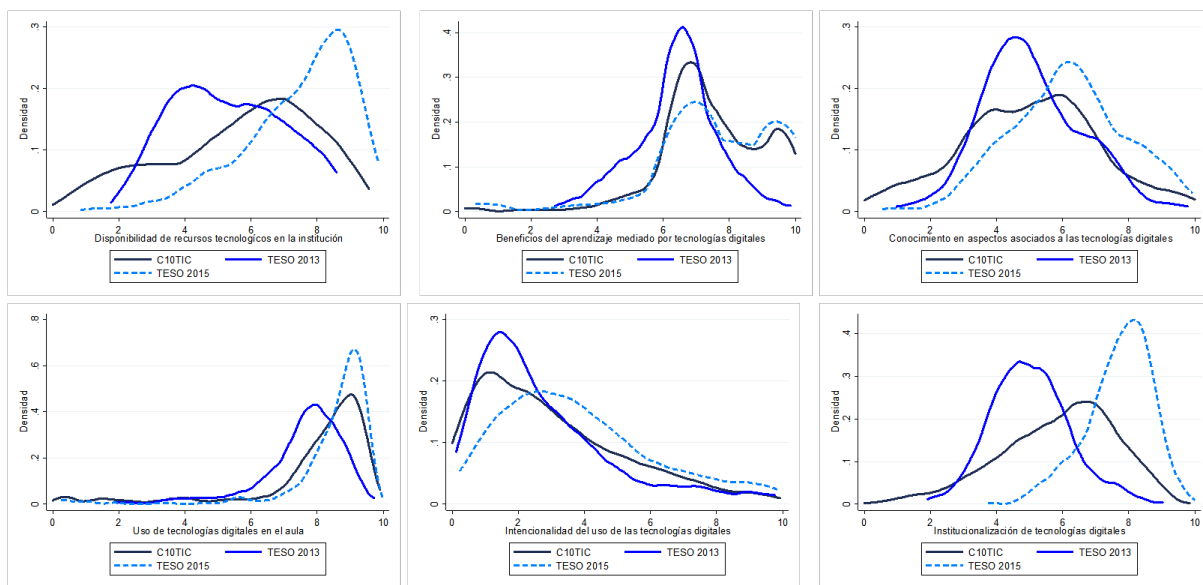 Densidad
0 .1 .2 .3
0 2 4 6 8 10
Disponibilidad de recursos tecnológicos en la institución
C10TIC TESO 2013
TESO 2015
Densidad
0 .1 .2 .3 .4
0 2 4 6 8 10
Beneficios del aprendizaje mediado por tecnologías digitales
C10TIC TESO 2013
TESO 2015
Densidad
0 .1 .2 .3
0 2 4 6 8 10
Conocimiento en aspectos asociados a las tecnologías digitales
C10TIC TESO 2013
TESO 2015
Densidad
0 .2 .4 .6 .8
0 2 4 6 8 10
Uso de tecnologías digitales en el aula
C10TIC TESO 2013
TESO 2015
Densidad
0 .1 .2 .3
0 2 4 6 8 10
Intencionalidad del uso de las tecnologías digitales
C10TIC TESO 2013
TESO 2015
Densidad
0 .1 .2 .3 .4
0 2 4 6 8 10
Institucionalización de tecnologías digitales
C10TIC TESO 2013
TESO 2015